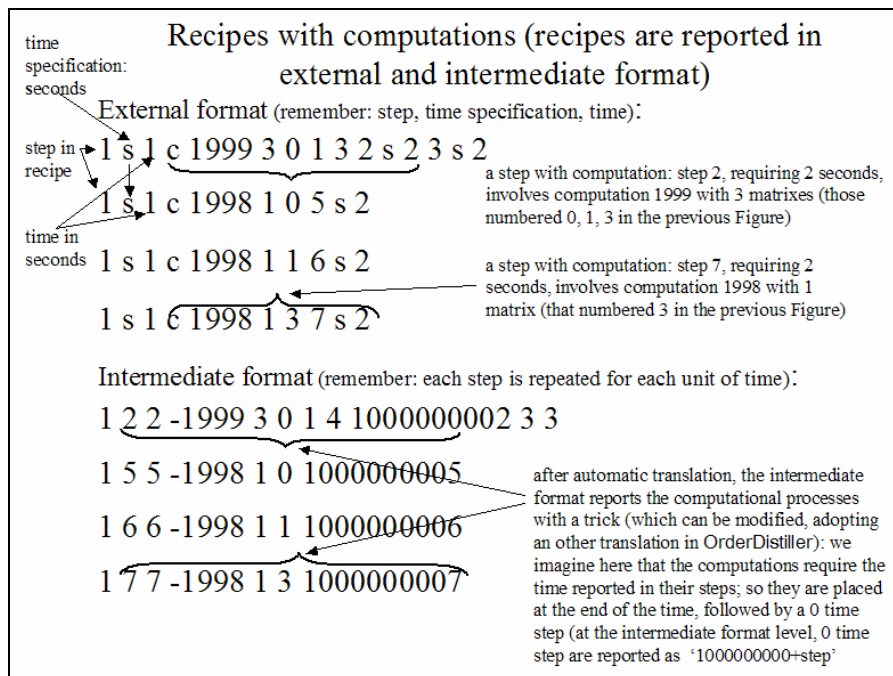 Recipes with computations (recipes are reported in
external and intermediate format)
time
specification:
seconds
External format (remember: step, time specification, time):
step in
recipe
1 s 1 c 1999 3 0 1 3 2 s 2 3 s 2
a step with computation: step 2, requiring 2 seconds,
involves computation 1999 with 3 matrixes (those
numbered 0, 1, 3 in the previous Figure)
1 s 1 c 1998 1 0 5 s 2
time in
seconds
1 s 1 c 1998 1 1 6 s 2
a step with computation: step 7, requiring 2
seconds, involves computation 1998 with 1
matrix (that numbered 3 in the previous Figure)
1 s 1 c 1998 1 3 7 s 2
Intermediate format (remember: each step is repeated for each unit of time):
1 2 2 -1999 3 0 1 4 1000000002 3 3
1 5 5 -1998 1 0 1000000005
1 6 6 -1998 1 1 1000000006
1 7 7 -1998 1 3 1000000007
after automatic translation, the intermediate
format reports the computational processes
with a trick (which can be modified, adopting
an other translation in OrderDistiller): we
imagine here that the computations require the
time reported in their steps; so they are placed
at the end of the time, followed by a 0 time
step (at the intermediate format level, 0 time
step are reported as ‘1000000000+step’